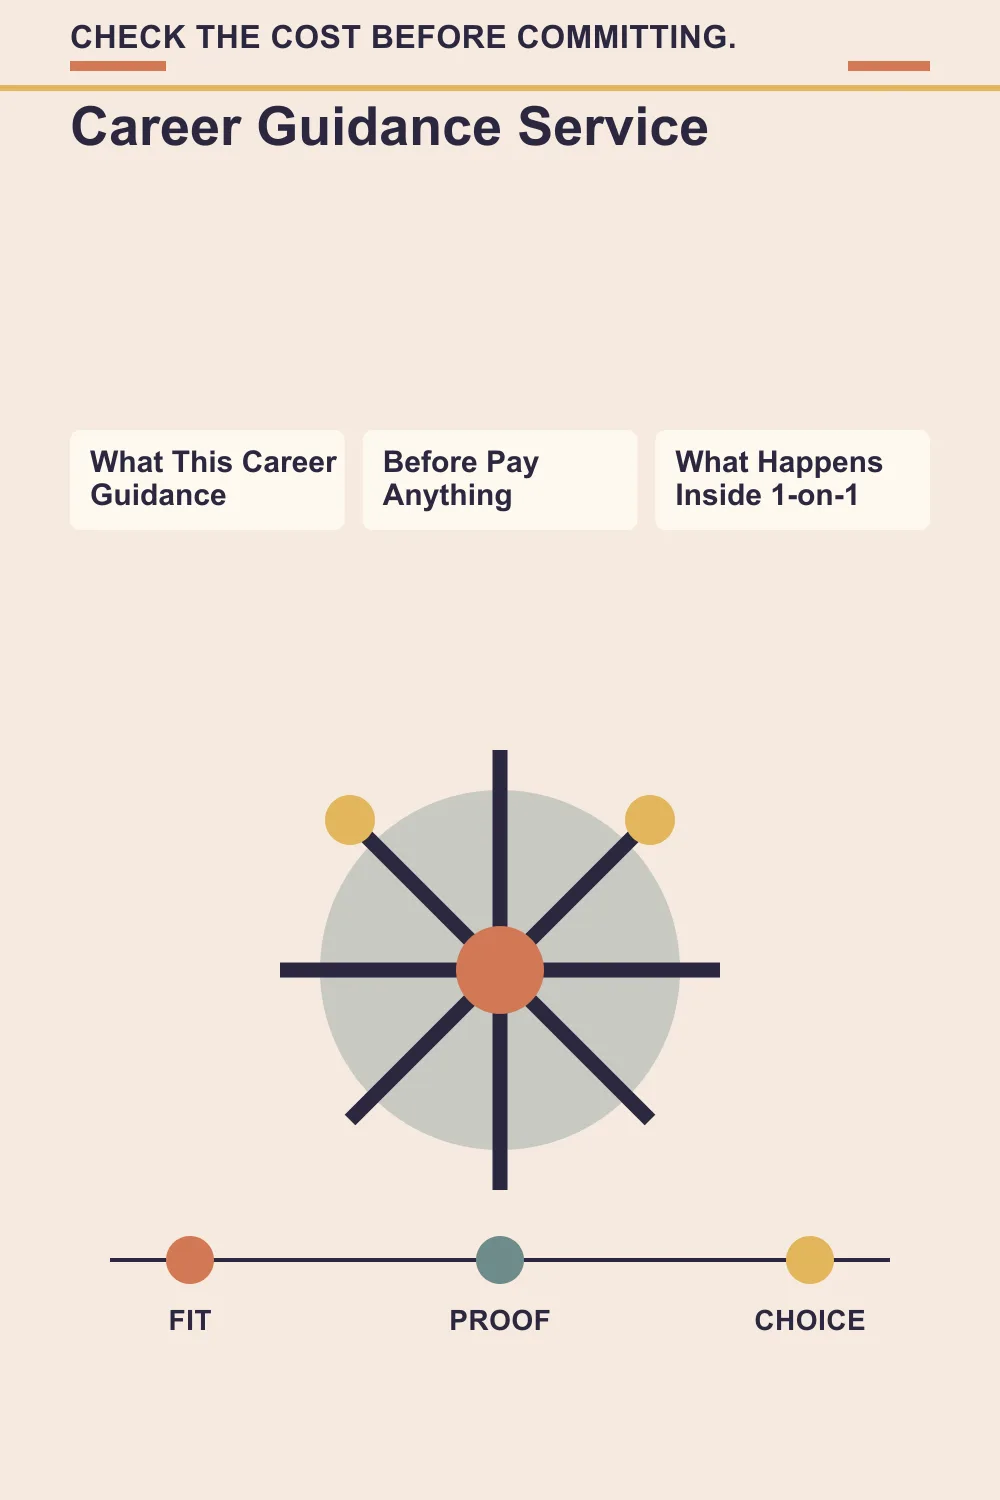 CHECK THE COST BEFORE COMMITTING.
Career Guidance Service
What This Career
Guidance
Before Pay
Anything
What Happens
Inside 1-on-1
FIT
PROOF
CHOICE